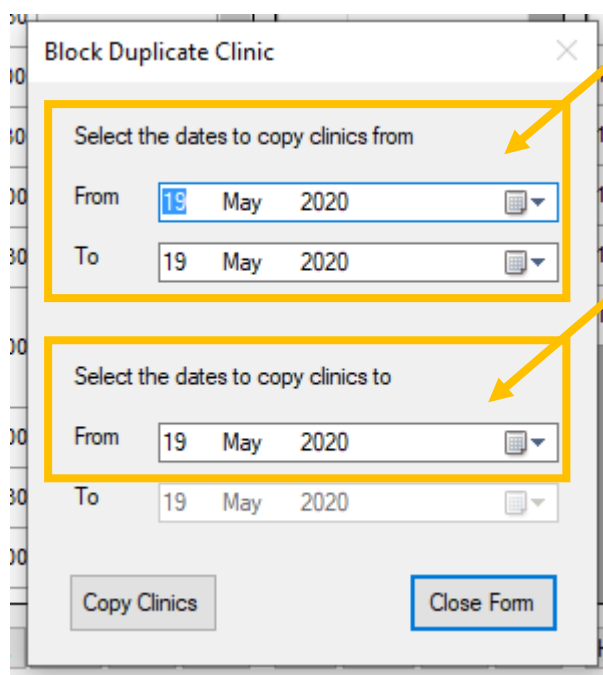 Block Duplicate Clinic
Select the dates to copy clinics from
From 19 May 2020
To 19 May 2020
Select the dates to copy clinics to
From 19 May 2020
To 19 May 2020
Copy Clinics Close Form